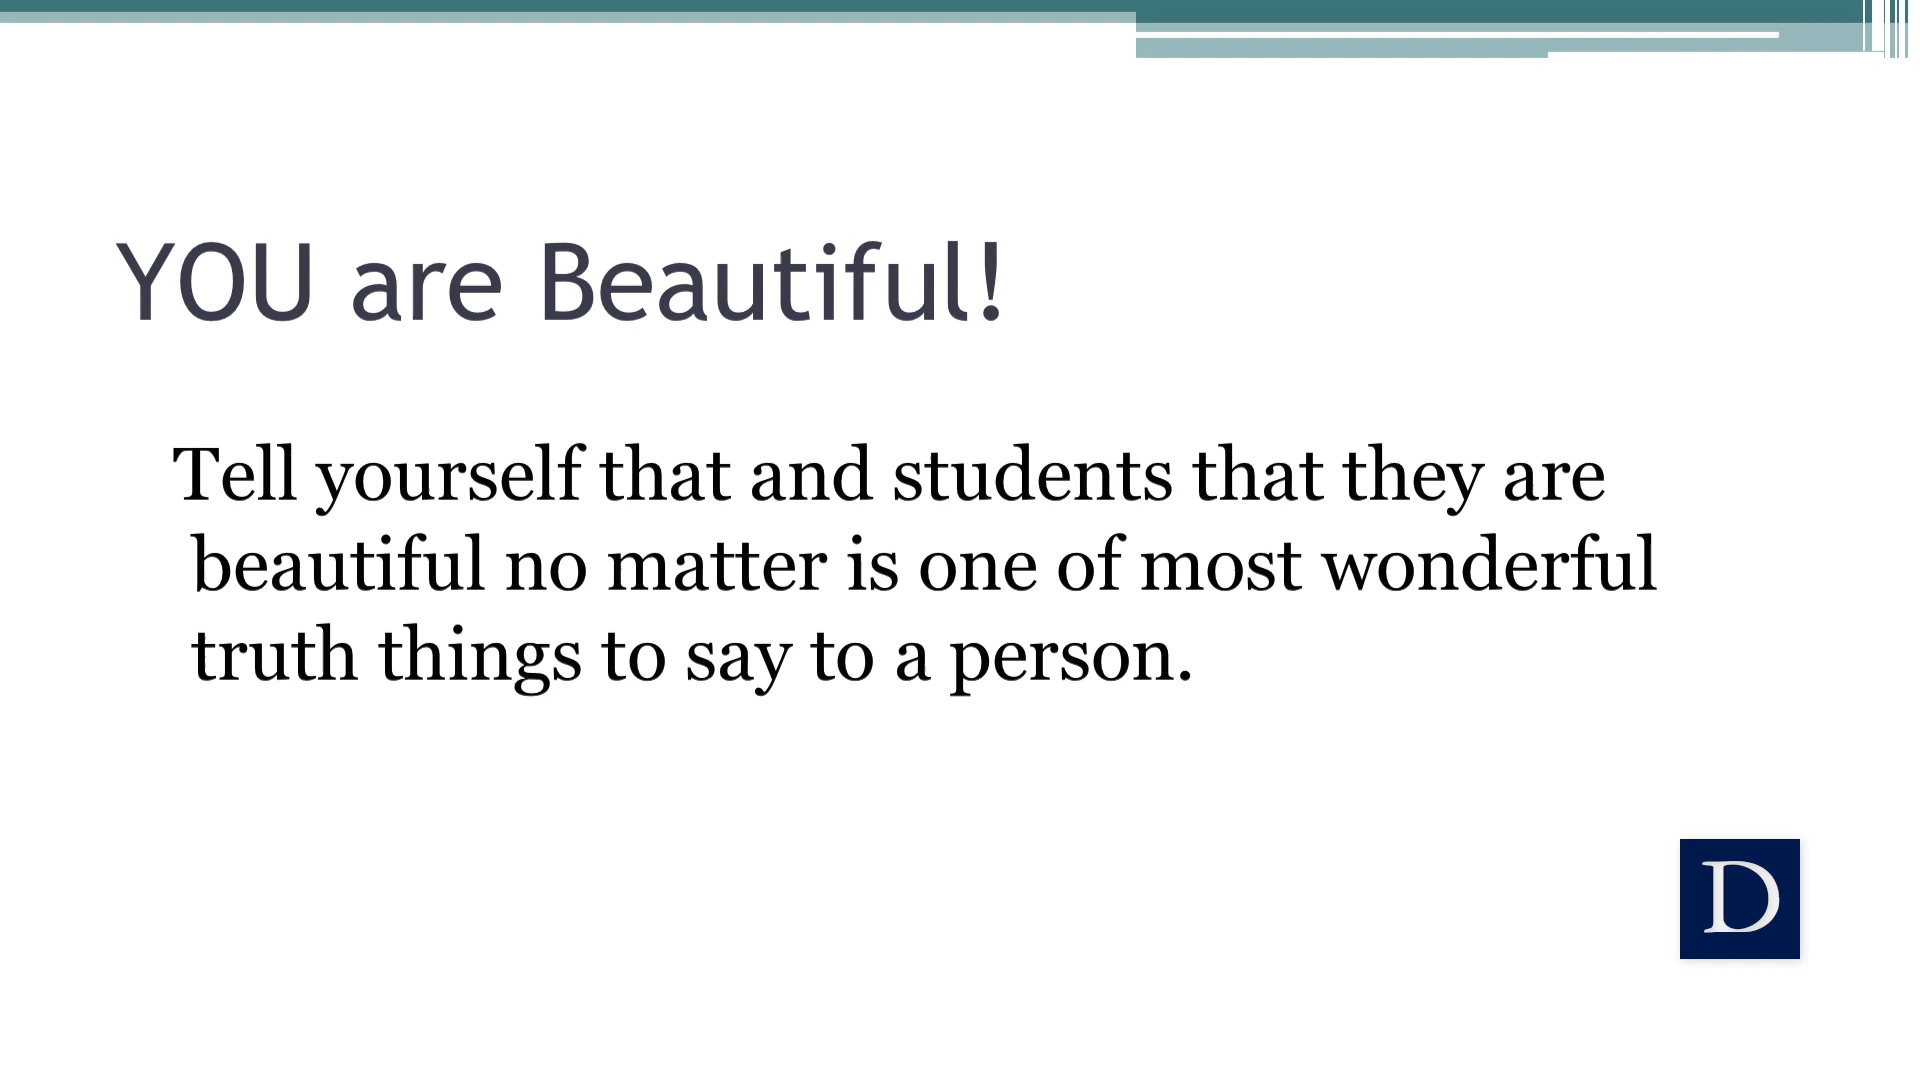 YOU are Beautiful!
Tell yourself that and students that they are
beautiful no matter is one of most wonderful
truth things to say to a person.
D